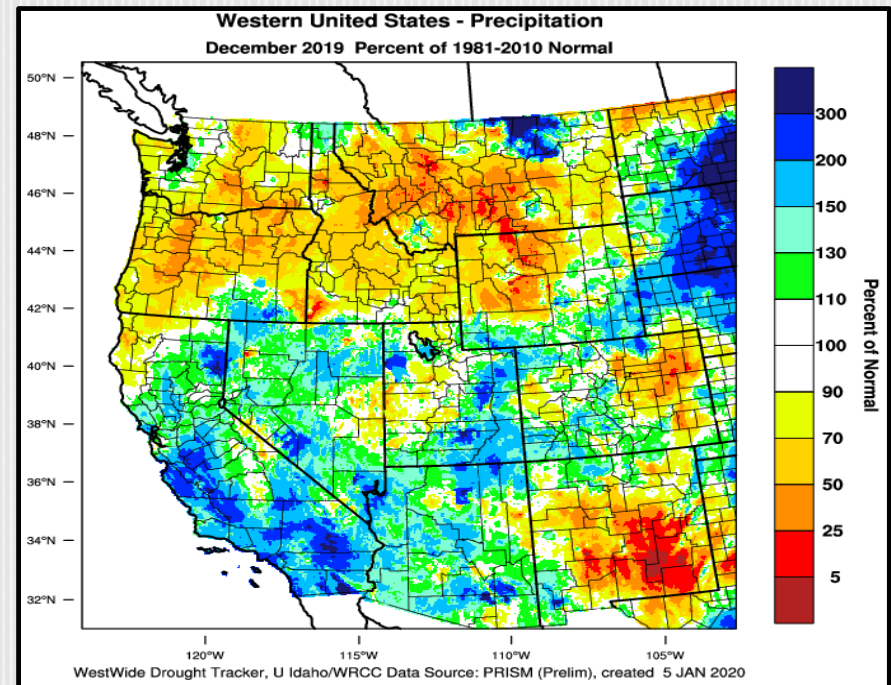 Western United States - Precipitation
December 2019 Percent of 1981-2010 Normal
50°N
48°N
46°N
44°N
42°N
40°N
38°N
36°N
34°N
32°N
120°W
115°W
110°W
105°W
300
200
150
130
110
100
90
70
50
25
5
Percent of Normal
WestWide Drought Tracker, U Idaho/WRCC Data Source: PRISM (Prelim), created 5 JAN 2020